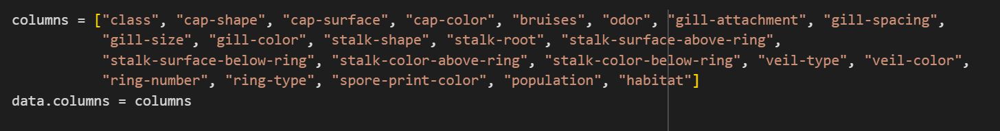 columns = ["class", "cap-shape", "cap-surface", "cap-color", "bruises", "odor", "gill-attachment", "gill-spacing",
"gill-size", "gill-color", "stalk-shape", "stalk-root", "stalk-surface-above-ring",
"stalk-surface-below-ring", "stalk-color-above-ring", "stalk-color-below-ring", "veil-type", "veil-color",
"ring-number", "ring-type", "spore-print-color", "population", "habitat"]
data.columns = columns